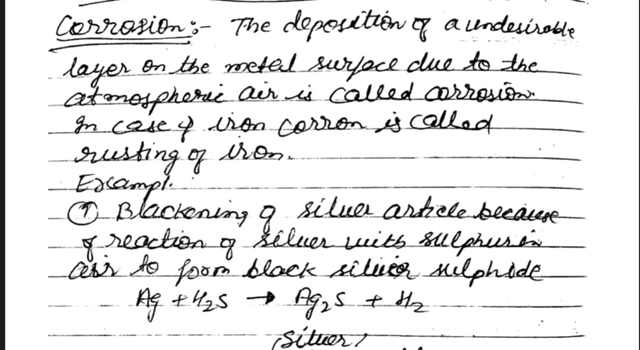 Corrosion:- The deposition of a undesirable
layer on the metal surface due to the
atmospheric air is called corrosion.
In case of iron corron is called
rusting of iron.
Exampl.
① Blackening of silver article because
of reaction of silver with sulphur in
air to form black silver sulphide
Ag + H2S → Ag2S + H2
(Silver)